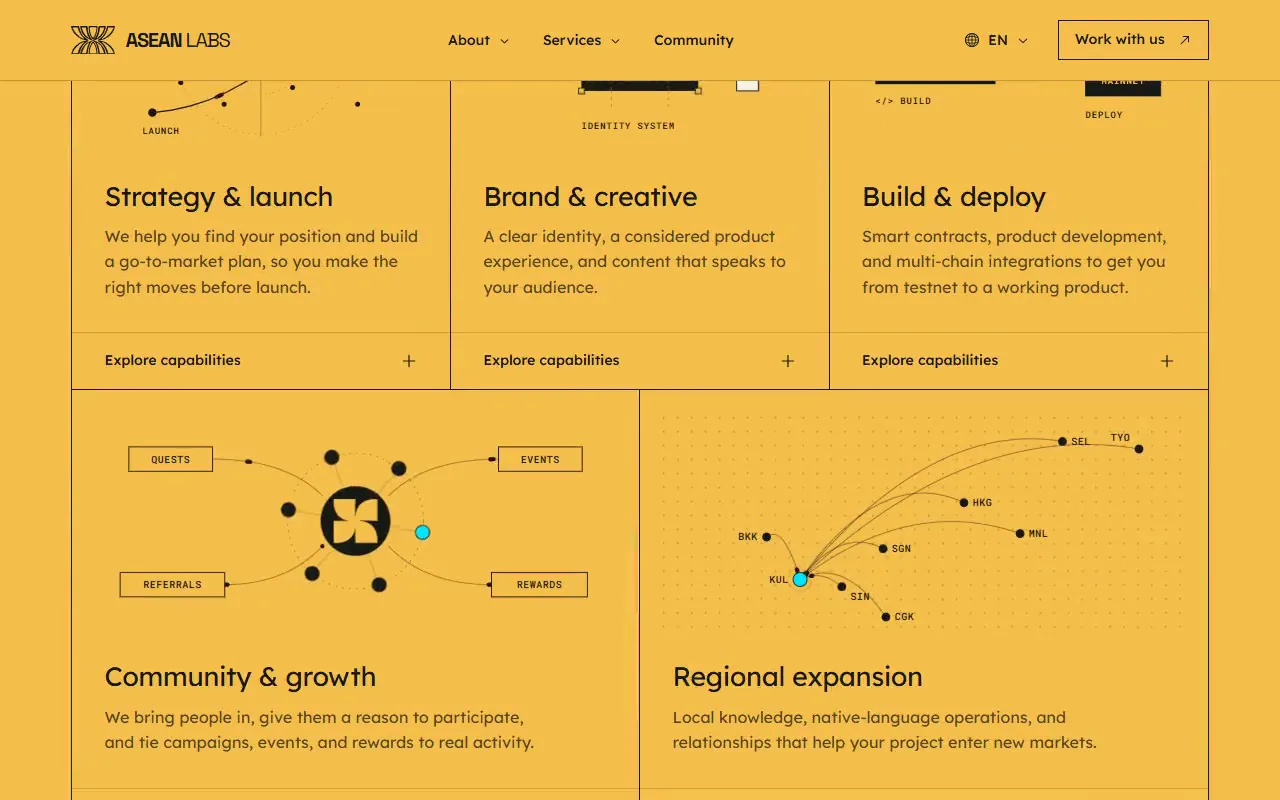 ASEAN LABS
About
Services
Community
EN
Work with us
LAUNCH
IDENTITY SYSTEM
</> BUILD
MAINNET
DEPLOY
Strategy & launch
We help you find your position and build
a go-to-market plan, so you make the
right moves before launch.
Explore capabilities
Brand & creative
A clear identity, a considered product
experience, and content that speaks to
your audience.
Explore capabilities
Build & deploy
Smart contracts, product development,
and multi-chain integrations to get you
from testnet to a working product.
Explore capabilities
QUESTS
EVENTS
REFERRALS
REWARDS
Community & growth
We bring people in, give them a reason to participate,
and tie campaigns, events, and rewards to real activity.
SEL
TYO
HKG
MNL
BKK
SGN
KUL
SIN
CGK
Regional expansion
Local knowledge, native-language operations, and
relationships that help your project enter new markets.